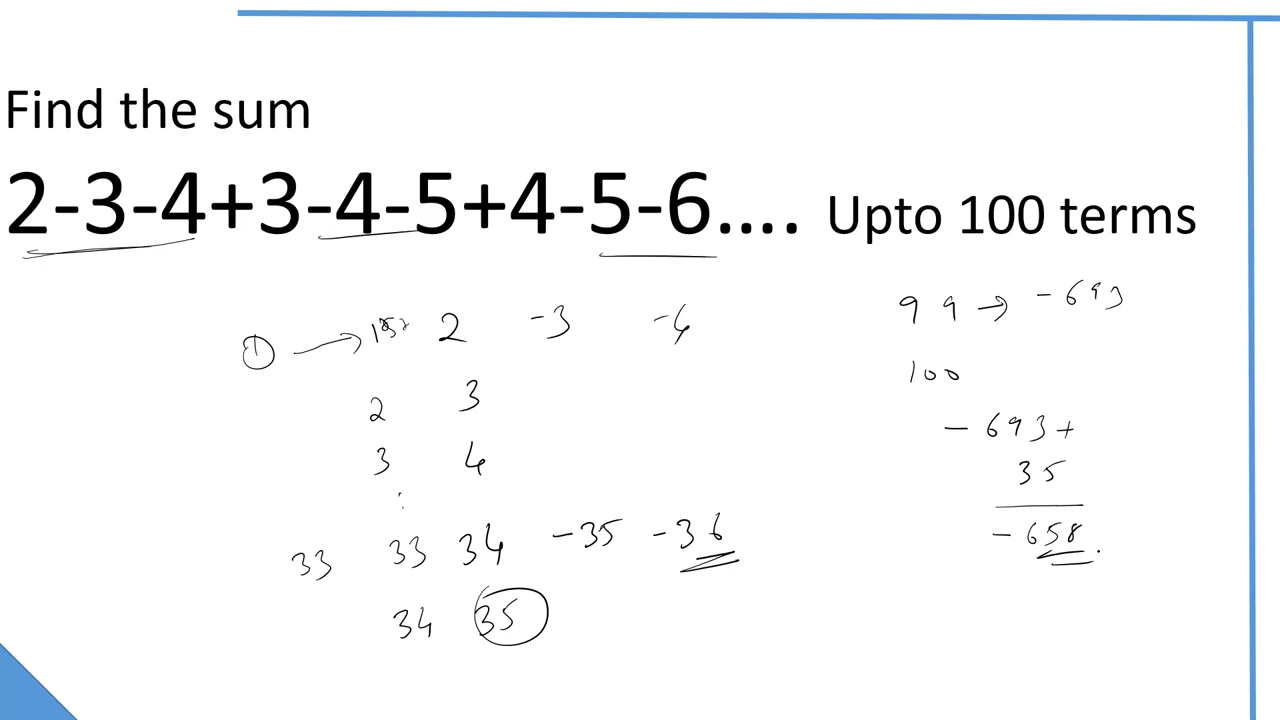 Find the sum
2-3-4+3-4-5+4-5-6.... Upto 100 terms
① → 1st 2 -3 -4
2 3
3 4
:
33 33 34 -35 -36
34 35
99 → -693
100
- 693+
35
- 658.